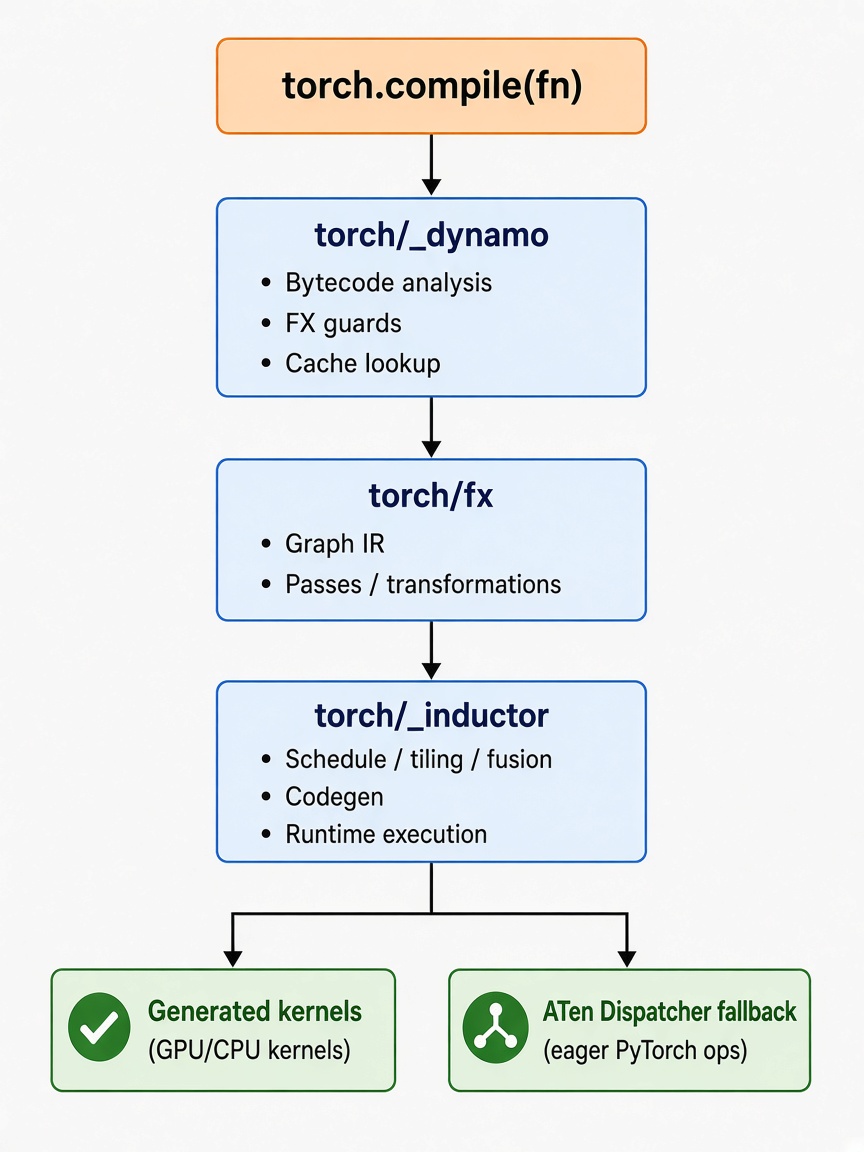 torch.compile(fn)
torch/_dynamo
• Bytecode analysis
• FX guards
• Cache lookup
torch/fx
• Graph IR
• Passes / transformations
torch/_inductor
• Schedule / tiling / fusion
• Codegen
• Runtime execution
Generated kernels
(GPU/CPU kernels)
ATen Dispatcher fallback
(eager PyTorch ops)